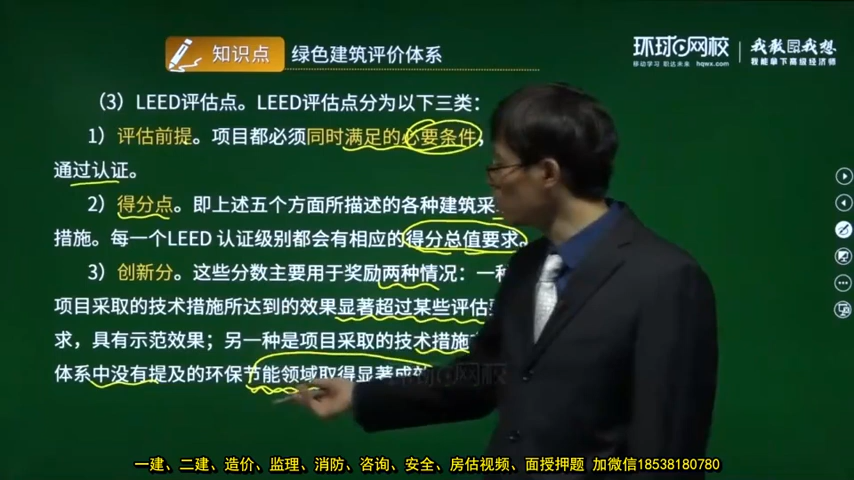 知识点 绿色建筑评价体系
环球网校
移动学习 职达未来 hqwx.com
我敢我想
我能拿下高级经济师
（3）LEED评估点。LEED评估点分为以下三类：
1）评估前提。项目都必须同时满足的必要条件，
通过认证。
2）得分点。即上述五个方面所描述的各种建筑采
措施。每一个LEED 认证级别都会有相应的得分总值要求。
3）创新分。这些分数主要用于奖励两种情况：一种
项目采取的技术措施所达到的效果显著超过某些评估
求，具有示范效果；另一种是项目采取的技术措施
体系中没有提及的环保节能领域取得显著成
环球网校
一建、二建、造价、监理、消防、咨询、安全、房估视频、面授押题 加微信18538180780